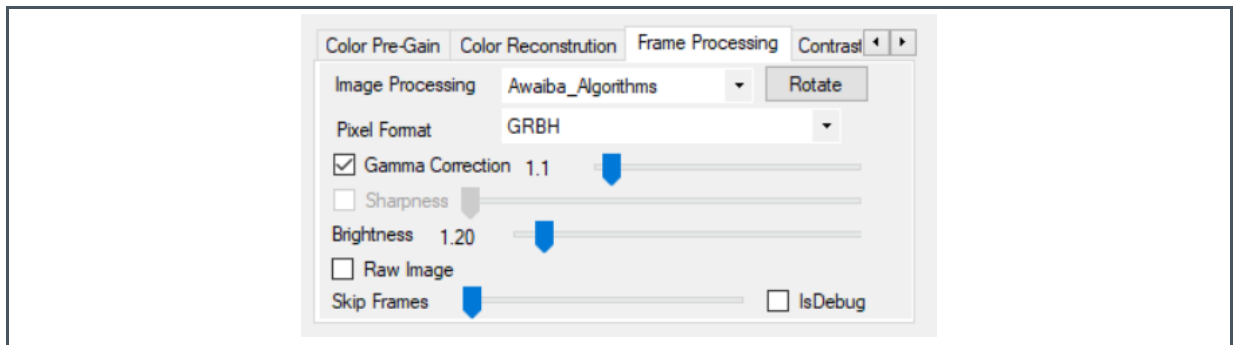 Color Pre-Gain Color Reconstrution Frame Processing Contrast
Image Processing Awaiba_Algorithms Rotate
Pixel Format GRBH
Gamma Correction 1.1
Sharpness
Brightness 1.20
Raw Image
Skip Frames IsDebug